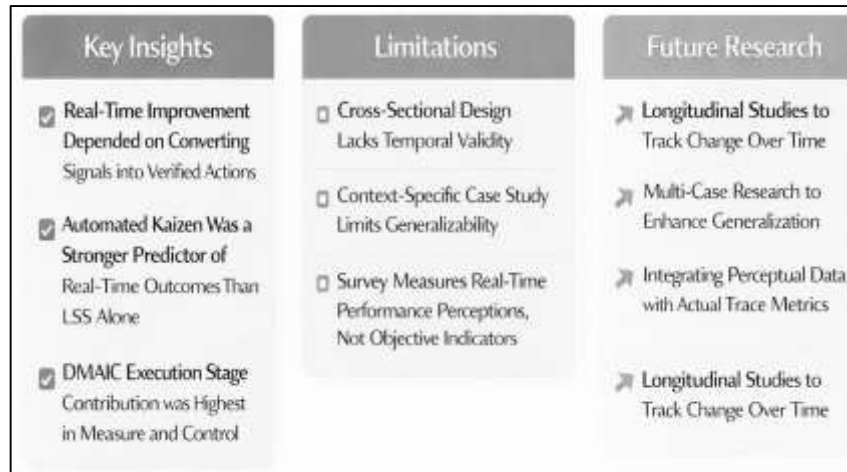 Key Insights
Real-Time Improvement
Depended on Converting
Signals into Verified Actions
Automated Kaizen Was a
Stronger Predictor of
Real-Time Outcomes Than
LSS Alone
DMAIC Execution Stage
Contribution was Highest
in Measure and Control
Limitations
Cross-Sectional Design
Lacks Temporal Validity
Context-Specific Case Study
Limits Generalizability
Survey Measures Real-Time
Performance Perceptions,
Not Objective Indicators
Future Research
Longitudinal Studies to
Track Change Over Time
Multi-Case Research to
Enhance Generalization
Integrating Perceptual Data
with Actual Trace Metrics
Longitudinal Studies to
Track Change Over Time